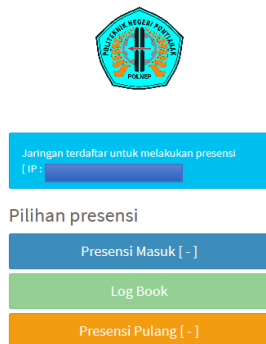 POLITEKNIK NEGERI PONTIANAK
POLNEP
Jaringan terdaftar untuk melakukan presensi
[ IP :
Pilihan presensi
Presensi Masuk [ - ]
Log Book
Presensi Pulang [ - ]